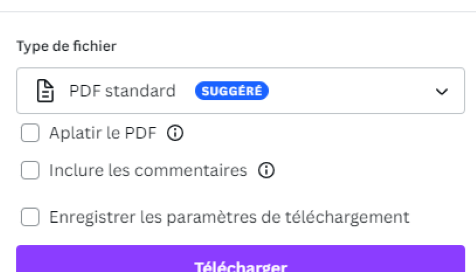 Type de fichier
PDF standard SUGGÉRÉ
Aplatir le PDF
Inclure les commentaires
Enregistrer les paramètres de téléchargement
Télécharger